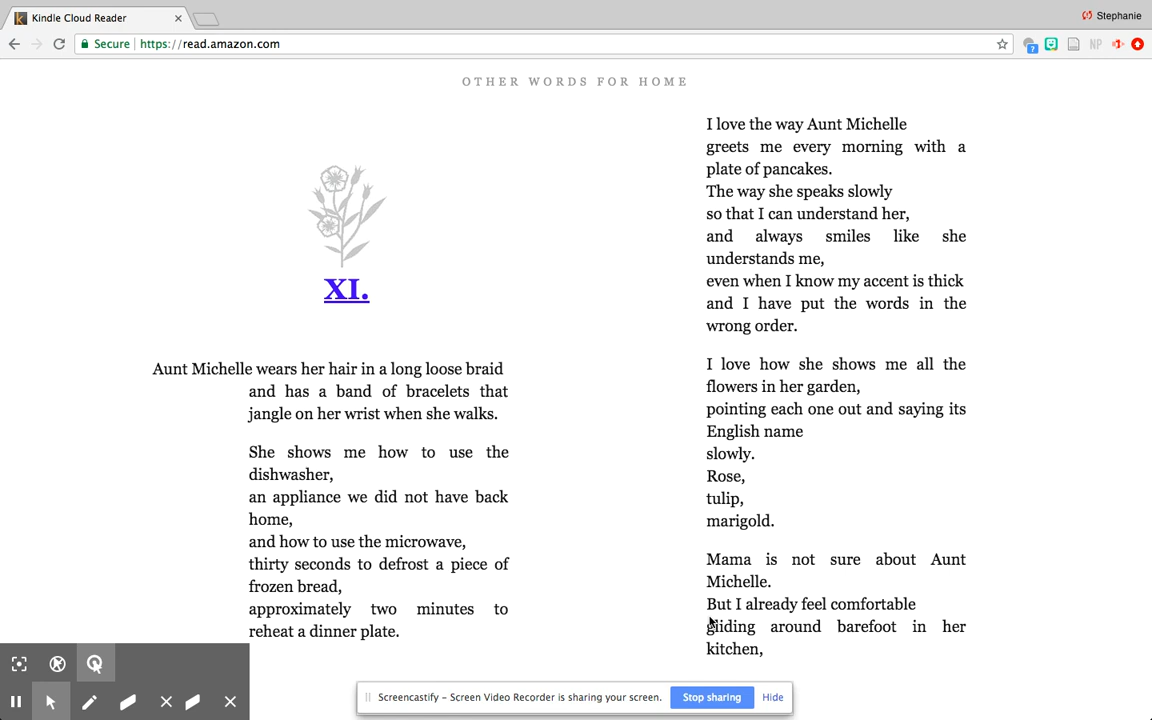 Kindle Cloud Reader
Stephanie
Secure
https://read.amazon.com
7
NP
OTHER WORDS FOR HOME
XI.
Aunt Michelle wears her hair in a long loose braid
and has a band of bracelets that
jangle on her wrist when she walks.
She shows me how to use the
dishwasher,
an appliance we did not have back
home,
and how to use the microwave,
thirty seconds to defrost a piece of
frozen bread,
approximately two minutes to
reheat a dinner plate.
I love the way Aunt Michelle
greets me every morning with a
plate of pancakes.
The way she speaks slowly
so that I can understand her,
and always smiles like she
understands me,
even when I know my accent is thick
and I have put the words in the
wrong order.
I love how she shows me all the
flowers in her garden,
pointing each one out and saying its
English name
slowly.
Rose,
tulip,
marigold.
Mama is not sure about Aunt
Michelle.
But I already feel comfortable
gliding around barefoot in her
kitchen,
Screencastify – Screen Video Recorder is sharing your screen.
Stop sharing
Hide